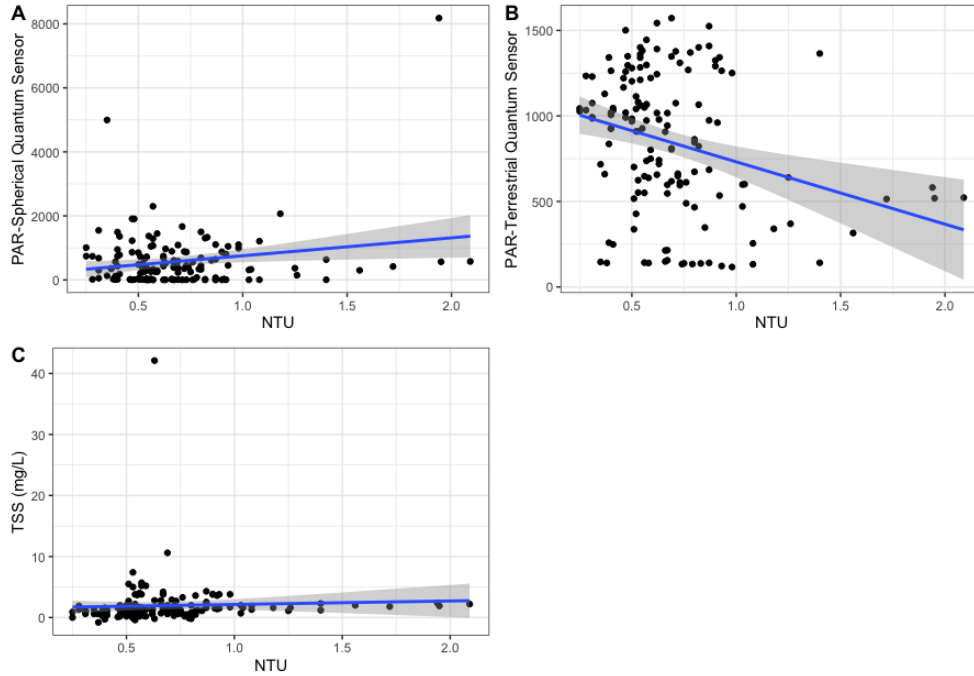 A
PAR-Spherical Quantum Sensor
8000
6000
4000
2000
0
0.5 1.0 1.5 2.0
NTU
B
PAR-Terrestrial Quantum Sensor
1500
1000
500
0
0.5 1.0 1.5 2.0
NTU
C
TSS (mg/L)
40
30
20
10
0
0.5 1.0 1.5 2.0
NTU